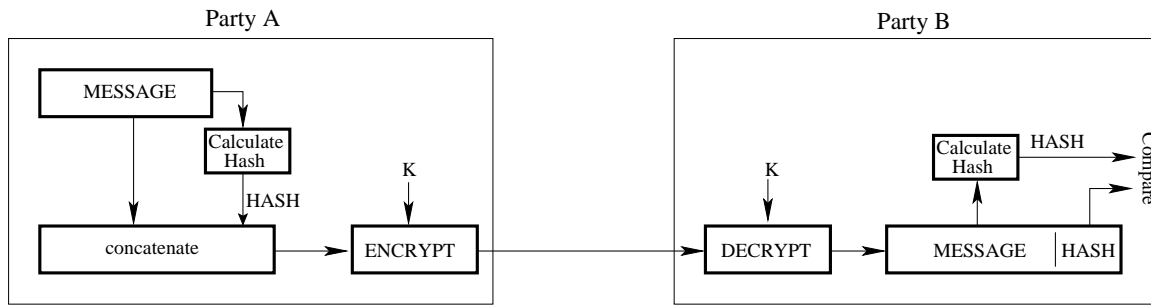 Party A
MESSAGE
Calculate
Hash
HASH
K
concatenate
ENCRYPT
Party B
Calculate
Hash
HASH
Compare
K
DECRYPT
MESSAGE
HASH